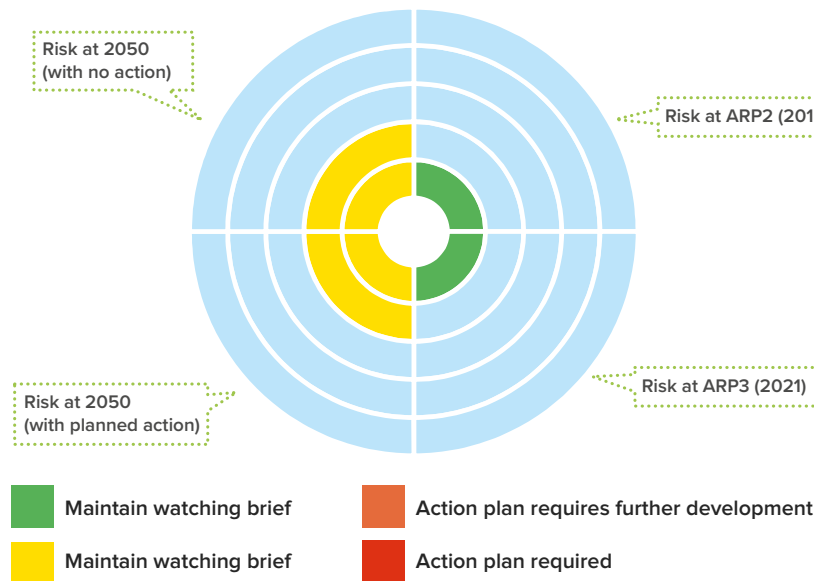 Risk at 2050
(with no action)
Risk at ARP2 (201
Risk at 2050
(with planned action)
Risk at ARP3 (2021)
Maintain watching brief
Action plan requires further development
Maintain watching brief
Action plan required